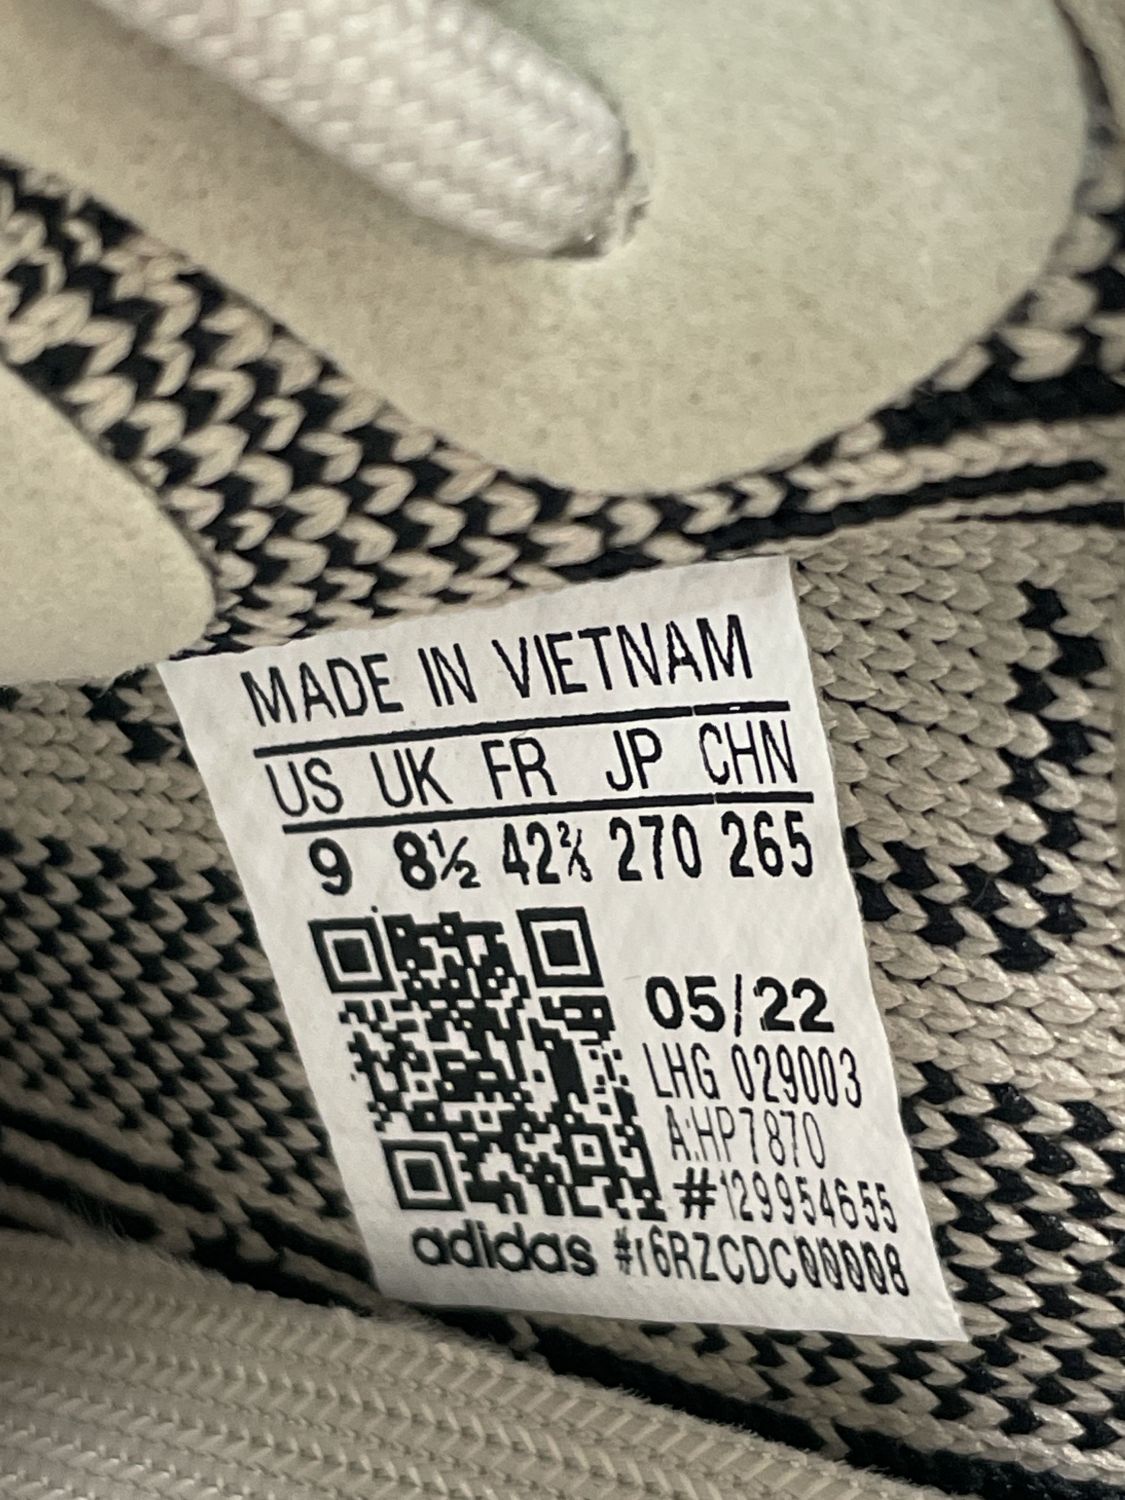 MADE IN VIETNAM
US UK FR JP CHN
9 8½ 42⅔ 270 265
05/22
LHG 029003
A:HP7870
#129954655
adidas #r6RZCDC00008